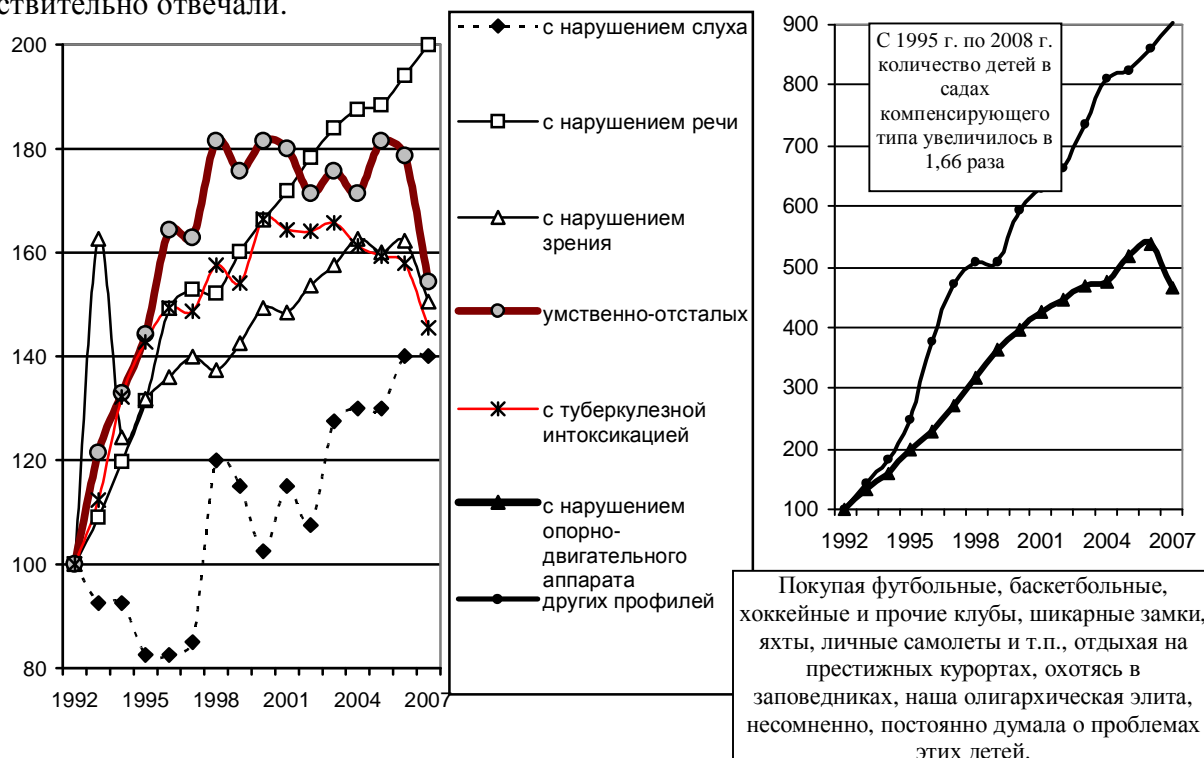 ствительно отвечали.
200
180
160
140
120
100
80
1992 1995 1998 2001 2004 2007
с нарушением слуха
с нарушением речи
с нарушением
зрения
умственно-отсталых
с туберкулезной
интоксикацией
с нарушением
опорно-
двигательного
аппарата
других профилей
900
800
700
600
500
400
300
200
100
1992 1995 1998 2001 2004 2007
С 1995 г. по 2008 г.
количество детей в
садах
компенсирующего
типа увеличилось в
1,66 раза
Покупая футбольные, баскетбольные,
хоккейные и прочие клубы, шикарные замки,
яхты, личные самолеты и т.п., отдыхая на
престижных курортах, охотясь в
заповедниках, наша олигархическая элита,
несомненно, постоянно думала о проблемах
этих детей.